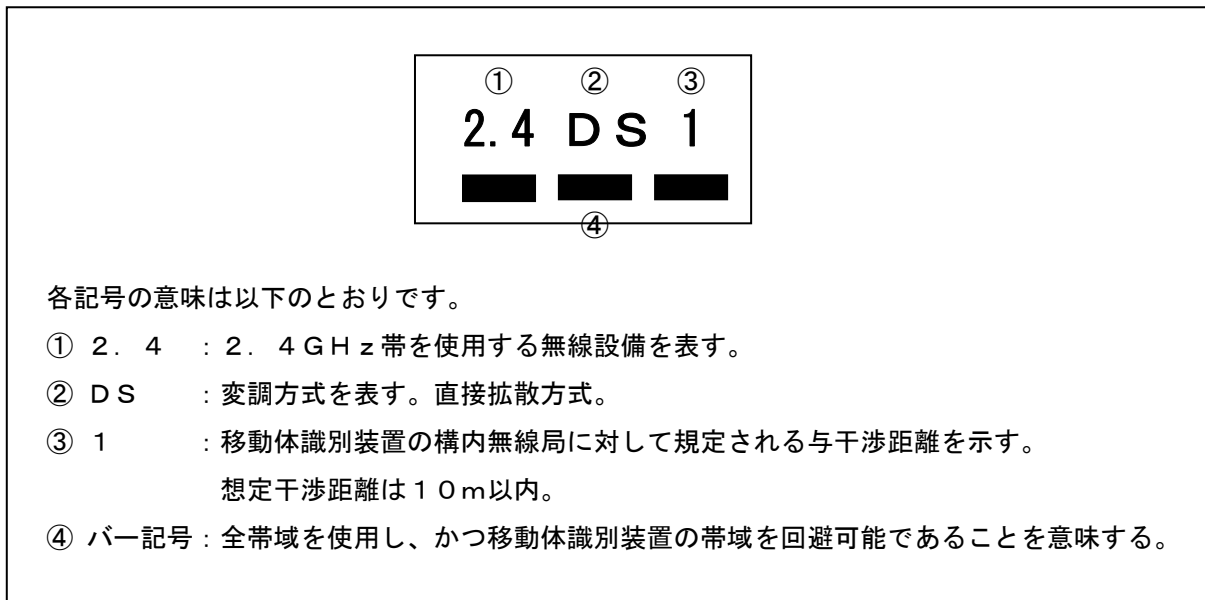 ① ② ③
2.4 ＤＳ 1
④
各記号の意味は以下のとおりです。
① ２．４ ：２．４ＧＨｚ帯を使用する無線設備を表す。
② ＤＳ ：変調方式を表す。直接拡散方式。
③ １ ：移動体識別装置の構内無線局に対して規定される与干渉距離を示す。
想定干渉距離は１０ｍ以内。
④ バー記号：全帯域を使用し、かつ移動体識別装置の帯域を回避可能であることを意味する。